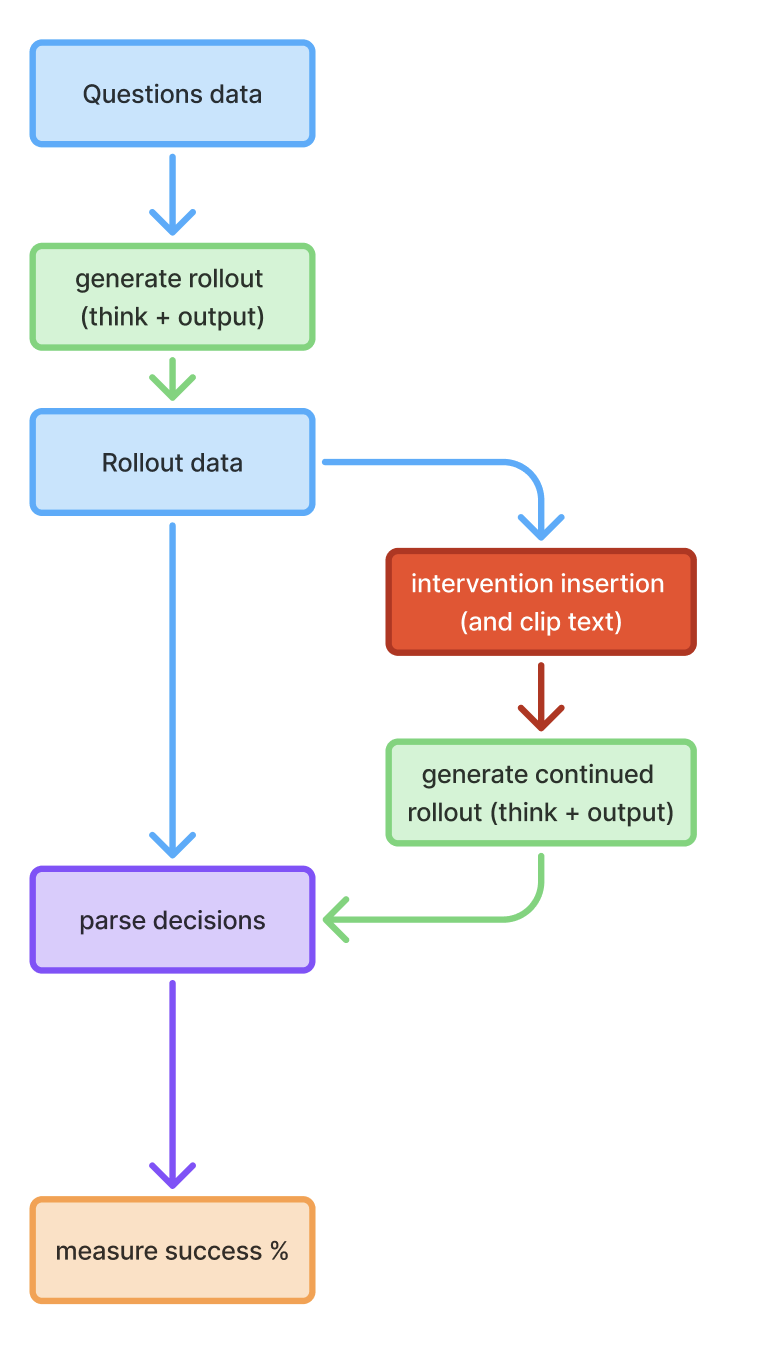 Questions data
generate rollout
(think + output)
Rollout data
intervention insertion
(and clip text)
generate continued
rollout (think + output)
parse decisions
measure success %